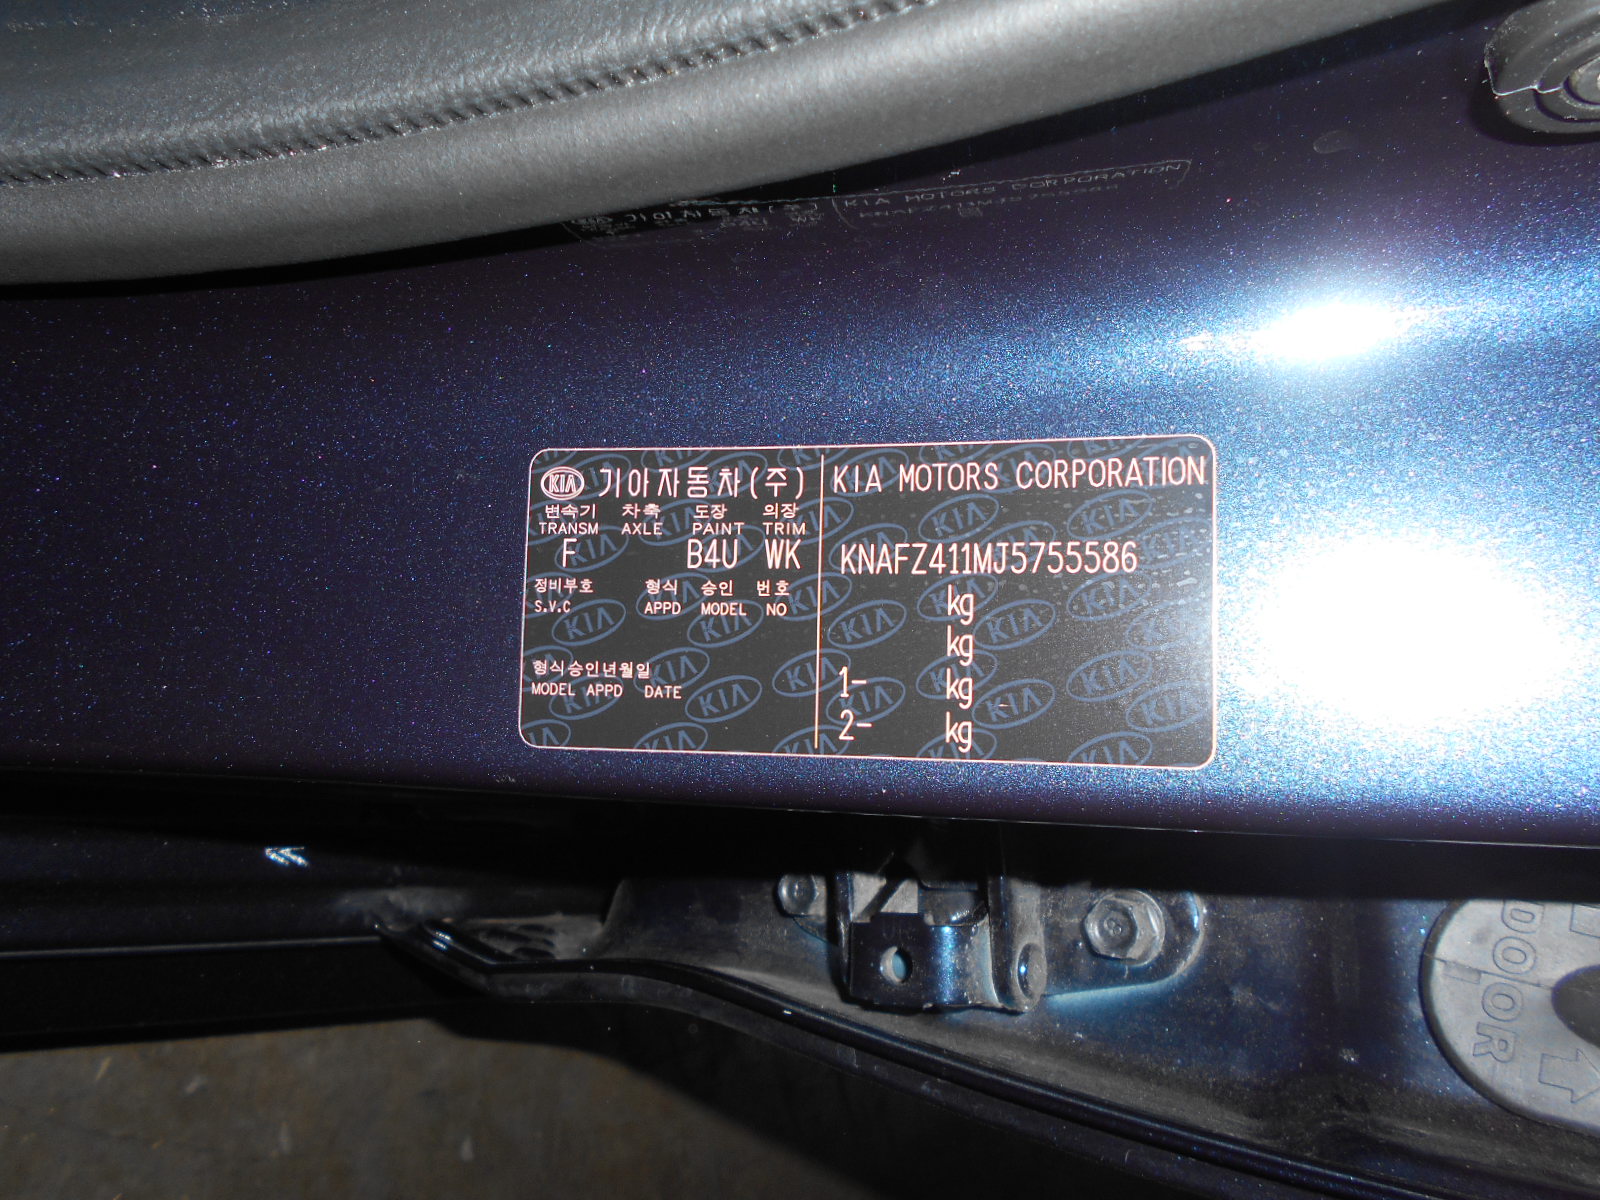 KIA 기아자동차(주) KIA MOTORS CORPORATION
변속기 차축 도장 의장
TRANSM AXLE PAINT TRIM
F B4U WK
KNAFZ411MJ5755586
정비부호 형식 승인 번호
S.V.C APPD MODEL NO
kg
kg
형식승인년월일
MODEL APPD DATE
1- kg
2- kg
DOOR